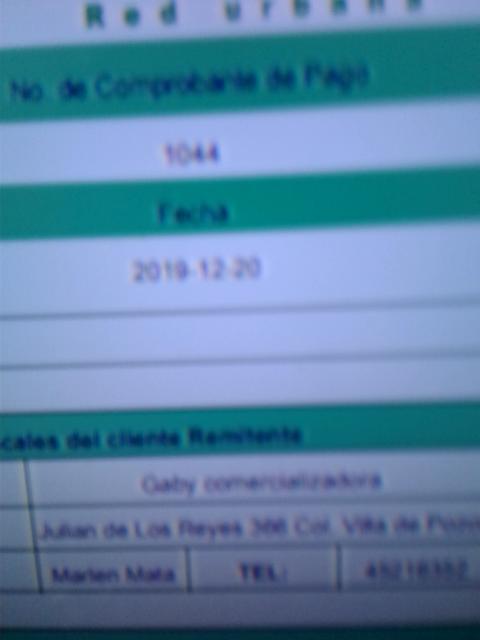 Red urbana
No. de Comprobante de Pago
1044
Fecha
2019-12-20
cales del cliente Remitente
Gaby comercializadora
Julian de Los Reyes 366 Col. Villa de Pozos
Marlen Mata TEL: